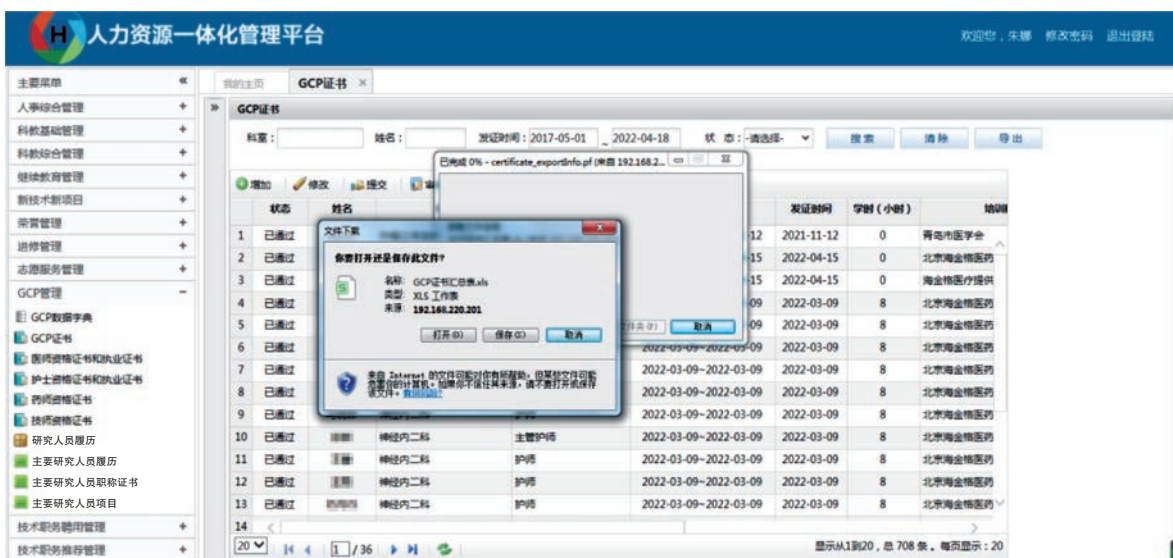 人力资源一体化管理平台
欢迎您，朱娜 修改密码 退出登陆
主要菜单 «
我的主页 GCP证书 ×
人事综合管理 +
科教基础管理 +
科教综合管理 +
继续教育管理 +
新技术新项目 +
荣誉管理 +
进修管理 +
志愿服务管理 +
GCP管理 −
GCP数据字典
GCP证书
医师资格证书和执业证书
护士资格证书和执业证书
药师资格证书
技师资格证书
研究人员履历
主要研究人员履历
主要研究人员职称证书
主要研究人员项目
技术职务聘用管理 +
技术职务推荐管理 +
» GCP证书
科室： 姓名： 发证时间：2017-05-01 _ 2022-04-18 状 态：-请选择- 搜索 清除 导出
增加 修改 提交
状态 姓名 发证时间 学时（小时） 培训
1 已通过 12 2021-11-12 0 青岛市医学会
2 已通过 15 2022-04-15 0 北京海金格医药
3 已通过 15 2022-04-15 0 海金格医疗提供
4 已通过 09 2022-03-09 8 北京海金格医药
5 已通过 09 2022-03-09 8 北京海金格医药
6 已通过 2022-03-09~2022-03-09 2022-03-09 8 北京海金格医药
7 已通过 2022-03-09 8 北京海金格医药
8 已通过 2022-03-09 8 北京海金格医药
9 已通过 2022-03-09~2022-03-09 2022-03-09 8 北京海金格医药
10 已通过 神经内二科 主管护师 2022-03-09~2022-03-09 2022-03-09 8 北京海金格医药
11 已通过 神经内二科 护师 2022-03-09~2022-03-09 2022-03-09 8 北京海金格医药
12 已通过 神经内二科 护师 2022-03-09~2022-03-09 2022-03-09 8 北京海金格医药
13 已通过 神经内二科 护师 2022-03-09~2022-03-09 2022-03-09 8 北京海金格医药
14
20 1 /36 显示从1到20，总 708 条。每页显示：20
已完成 0% - certificate_exportInfo.pf (来自 192.168.2...
取消
文件下载
你要打开还是保存此文件?
名称: GCP证书汇总表.xls
类型: XLS 工作表
来源: 192.168.220.201
打开(O) 保存(S) 取消
来自 Internet 的文件可能对你有所帮助，但某些文件可能
危害你的计算机。如果你不信任其来源，请不要打开或保存
该文件。有何风险?